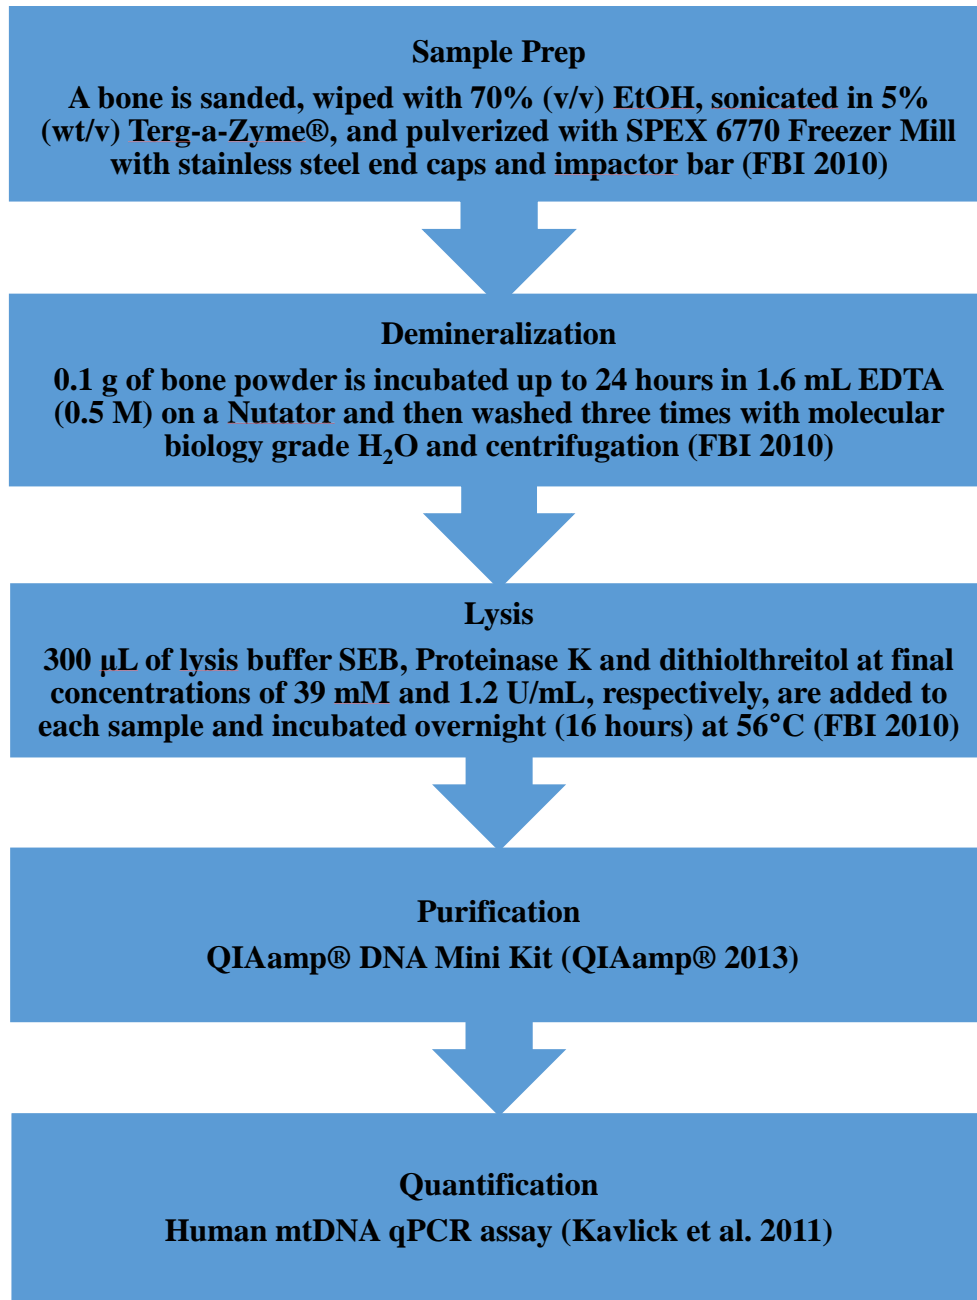 Sample Prep
A bone is sanded, wiped with 70% (v/v) EtOH, sonicated in 5%
(wt/v) Terg-a-Zyme®, and pulverized with SPEX 6770 Freezer Mill
with stainless steel end caps and impactor bar (FBI 2010)
Demineralization
0.1 g of bone powder is incubated up to 24 hours in 1.6 mL EDTA
(0.5 M) on a Nutator and then washed three times with molecular
biology grade H₂O and centrifugation (FBI 2010)
Lysis
300 µL of lysis buffer SEB, Proteinase K and dithiolthreitol at final
concentrations of 39 mM and 1.2 U/mL, respectively, are added to
each sample and incubated overnight (16 hours) at 56°C (FBI 2010)
Purification
QIAamp® DNA Mini Kit (QIAamp® 2013)
Quantification
Human mtDNA qPCR assay (Kavlick et al. 2011)